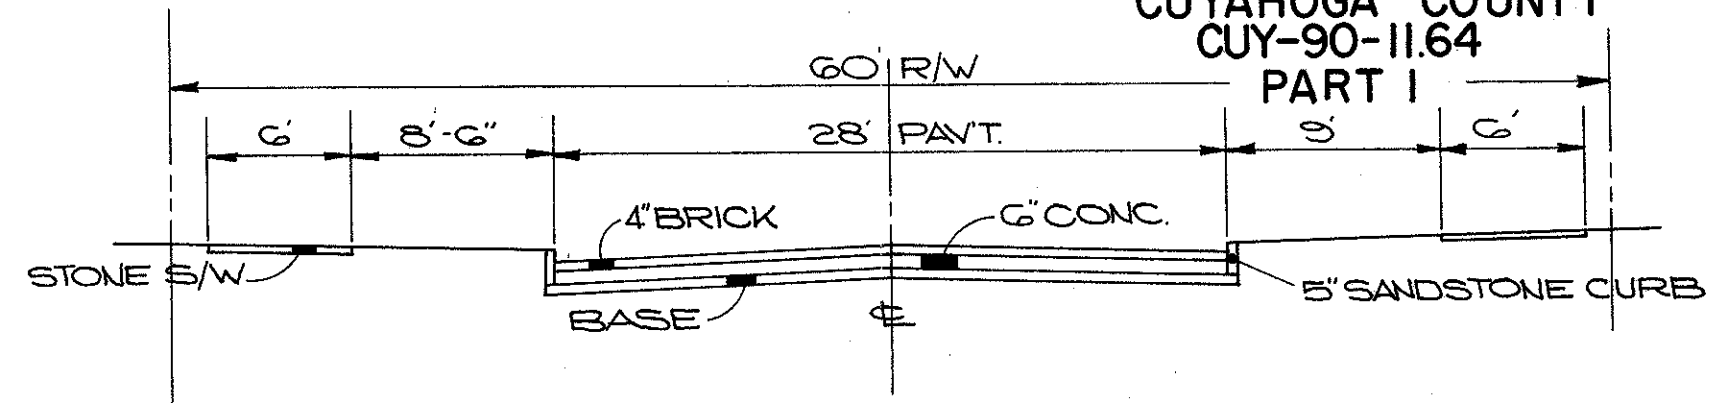 CUYAHOGA COUNTY
CUY-90-11.64
PART 1
60' R/W
6'
8'-6"
28' PAV'T.
9'
6'
4" BRICK
6" CONC.
STONE S/W
BASE
℄
5" SANDSTONE CURB